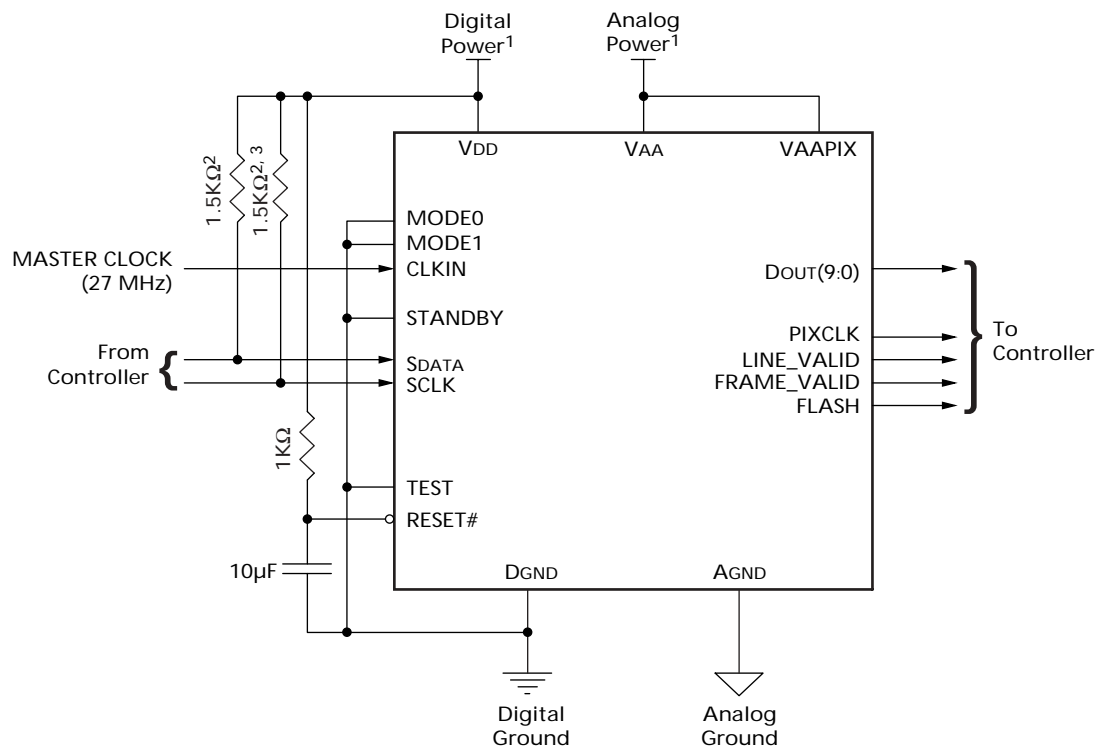 Digital
Power¹
Analog
Power¹
VDD
VAA
VAAPIX
1.5KΩ²
1.5KΩ²,³
MODE0
MODE1
MASTER CLOCK
(27 MHz)
CLKIN
DOUT(9:0)
STANDBY
PIXCLK
To
Controller
From
Controller
SDATA
SCLK
LINE_VALID
FRAME_VALID
FLASH
1KΩ
TEST
RESET#
10µF
DGND
AGND
Digital
Ground
Analog
Ground